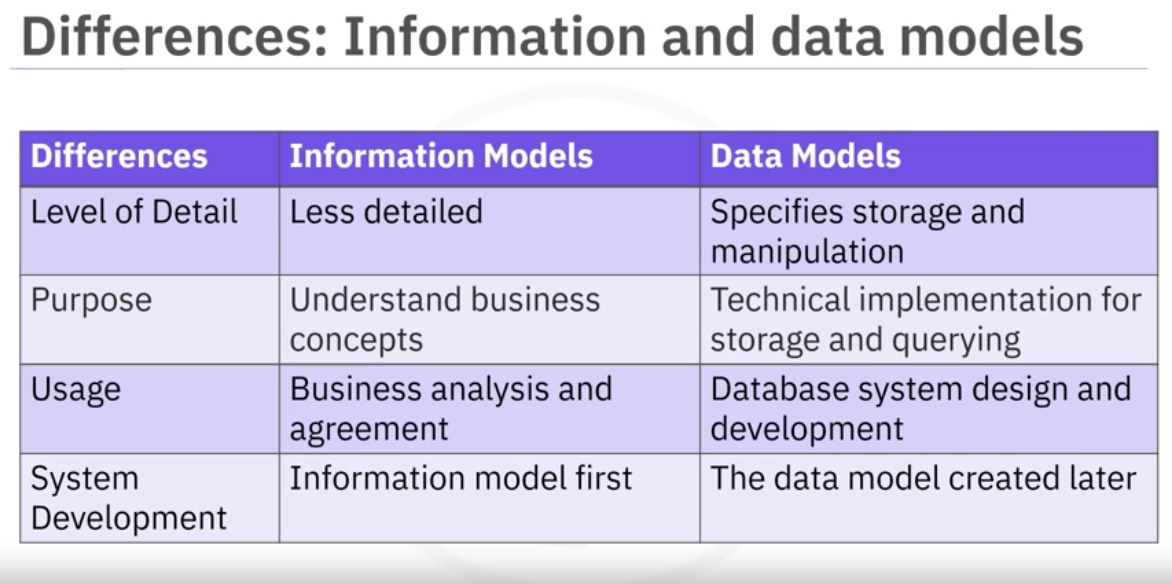 Differences: Information and data models
Differences
Information Models
Data Models
Level of Detail
Less detailed
Specifies storage and
manipulation
Purpose
Understand business
concepts
Technical implementation for
storage and querying
Usage
Business analysis and
agreement
Database system design and
development
System
Development
Information model first
The data model created later